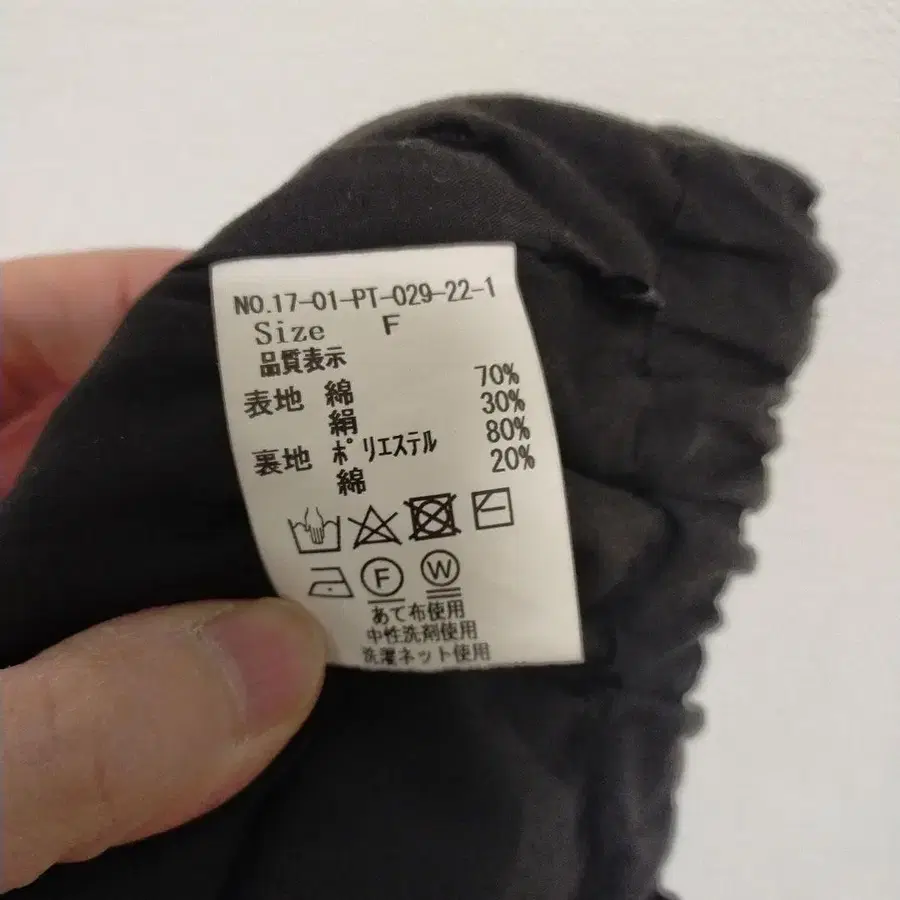 NO.17-01-PT-029-22-1
Size F
品質表示
表地 綿 70%
絹 30%
裏地 ポリエステル 80%
綿 20%
F W
あて布使用
中性洗剤使用
洗濯ネット使用